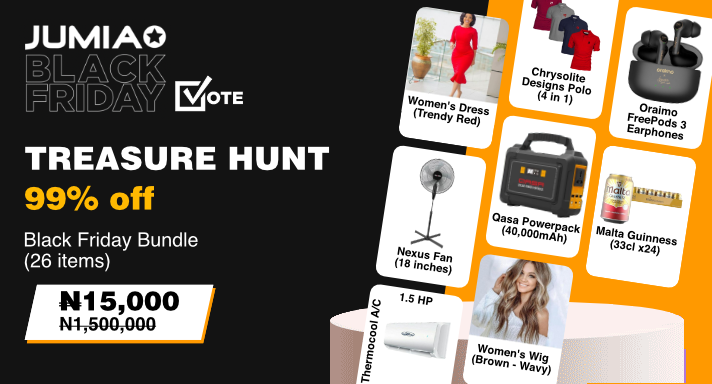 JUMIA
BLACK
FRIDAY
VOTE
TREASURE HUNT
99% off
Black Friday Bundle
(26 items)
₦15,000
₦1,500,000
Women's Dress
(Trendy Red)
Chrysolite
Designs Polo
(4 in 1)
Oraimo
FreePods 3
Earphones
Nexus Fan
(18 inches)
Qasa Powerpack
(40,000mAh)
Malta
Malta Guinness
(33cl x24)
Thermocool A/C
1.5 HP
Women's Wig
(Brown - Wavy)